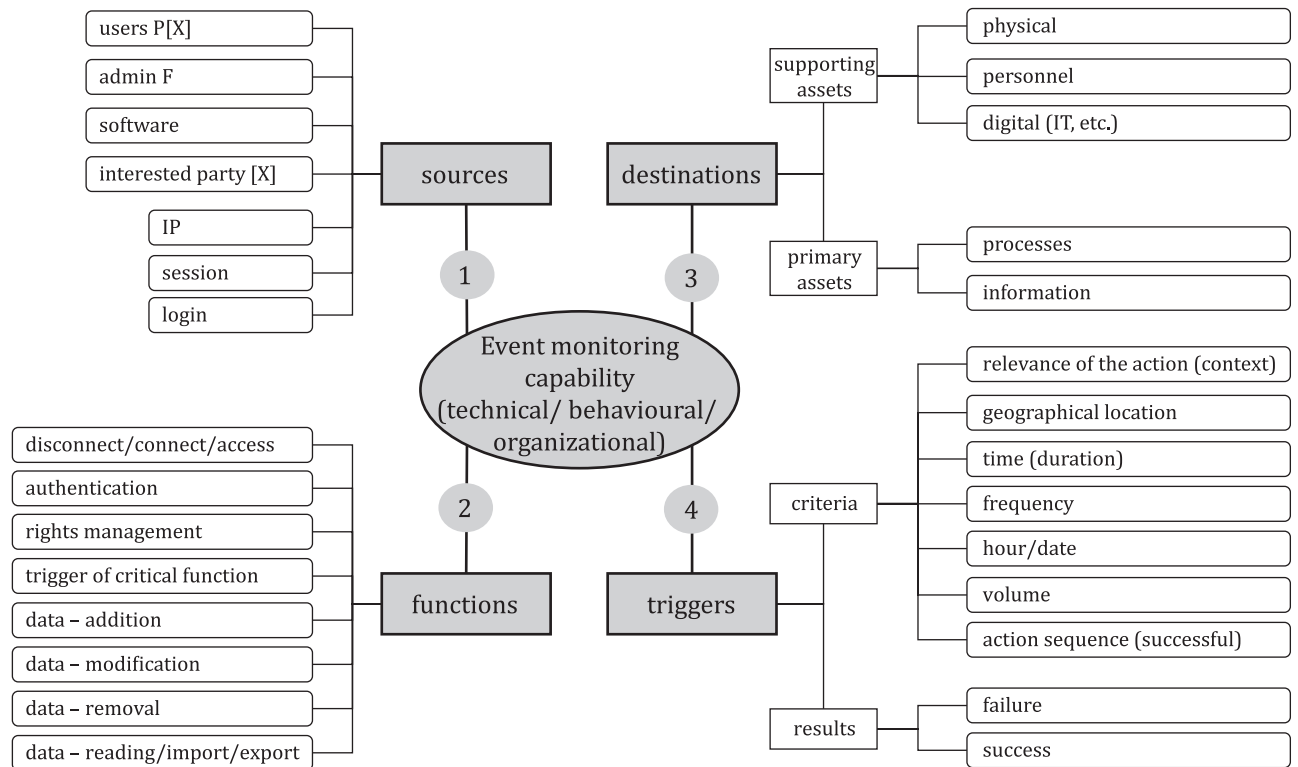 users P[X]
admin F
software
interested party [X]
IP
session
login
sources
1
destinations
3
supporting
assets
physical
personnel
digital (IT, etc.)
primary
assets
processes
information
Event monitoring
capability
(technical/ behavioural/
organizational)
2
functions
disconnect/connect/access
authentication
rights management
trigger of critical function
data – addition
data – modification
data – removal
data – reading/import/export
4
triggers
criteria
relevance of the action (context)
geographical location
time (duration)
frequency
hour/date
volume
action sequence (successful)
results
failure
success